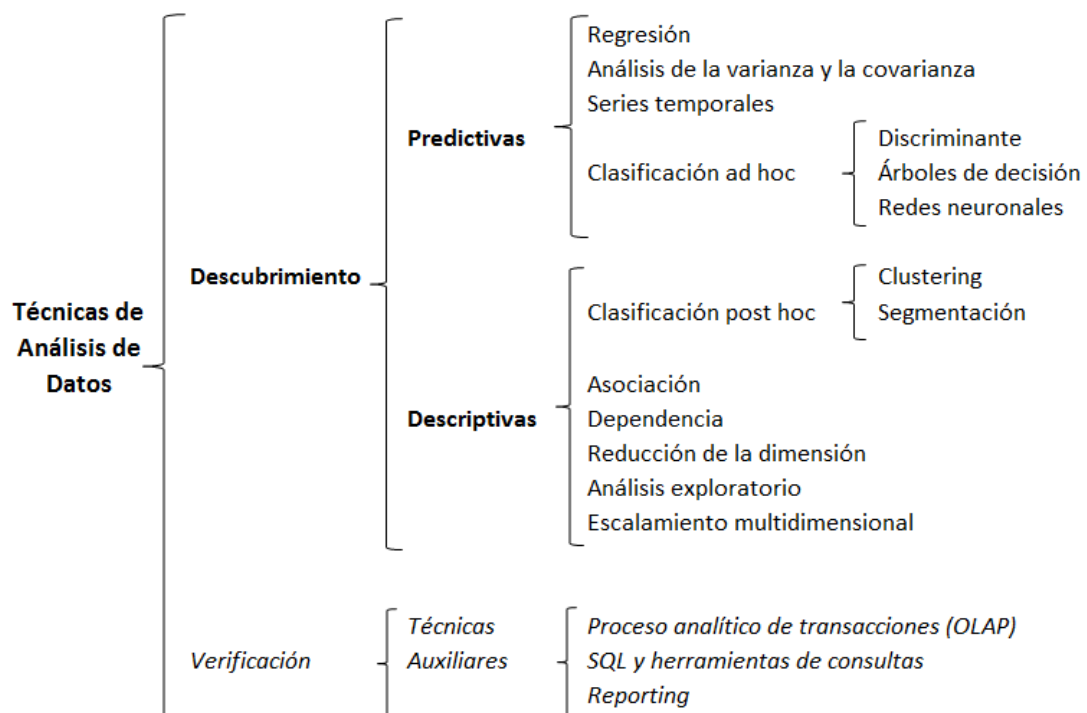 Técnicas de
Análisis de
Datos
Descubrimiento
Predictivas
Regresión
Análisis de la varianza y la covarianza
Series temporales
Clasificación ad hoc
Discriminante
Árboles de decisión
Redes neuronales
Descriptivas
Clasificación post hoc
Clustering
Segmentación
Asociación
Dependencia
Reducción de la dimensión
Análisis exploratorio
Escalamiento multidimensional
Verificación
Técnicas
Auxiliares
Proceso analítico de transacciones (OLAP)
SQL y herramientas de consultas
Reporting